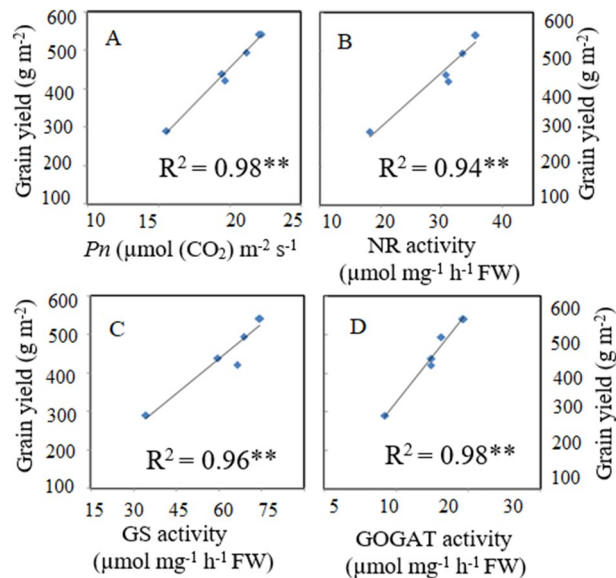 600
500
400
300
200
100
Grain yield (g m-2)
A
R2 = 0.98**
10 15 20 25
Pn (µmol (CO2) m-2 s-1
B
R2 = 0.94**
10 20 30 40
NR activity
(µmol mg-1 h-1 FW)
600
500
400
300
200
100
Grain yield (g m-2)
600
500
400
300
200
100
Grain yield (g m-2)
C
R2 = 0.96**
15 30 45 60 75
GS activity
(µmol mg-1 h-1 FW)
D
R2 = 0.98**
5 10 20 30
GOGAT activity
(µmol mg-1 h-1 FW)
600
500
400
300
200
100
Grain yield (g m-2)